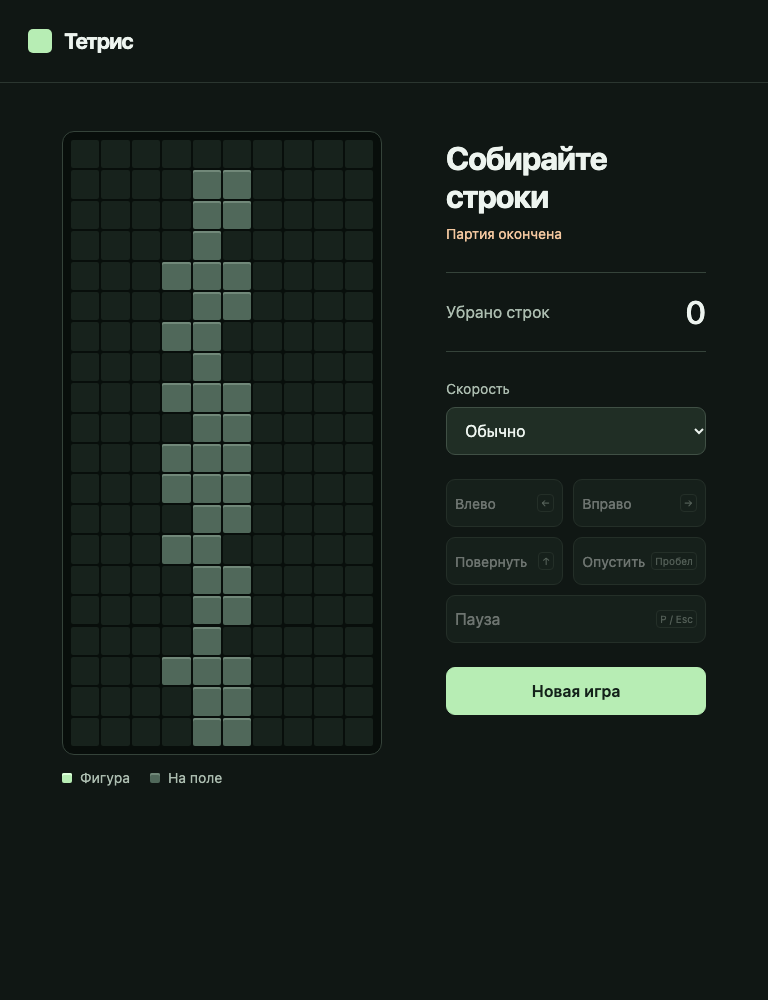 Тетрис
Собирайте
строки
Партия окончена
Убрано строк 0
Скорость
Обычно
Влево ←
Вправо →
Повернуть ↑
Опустить Пробел
Пауза P / Esc
Новая игра
Фигура
На поле